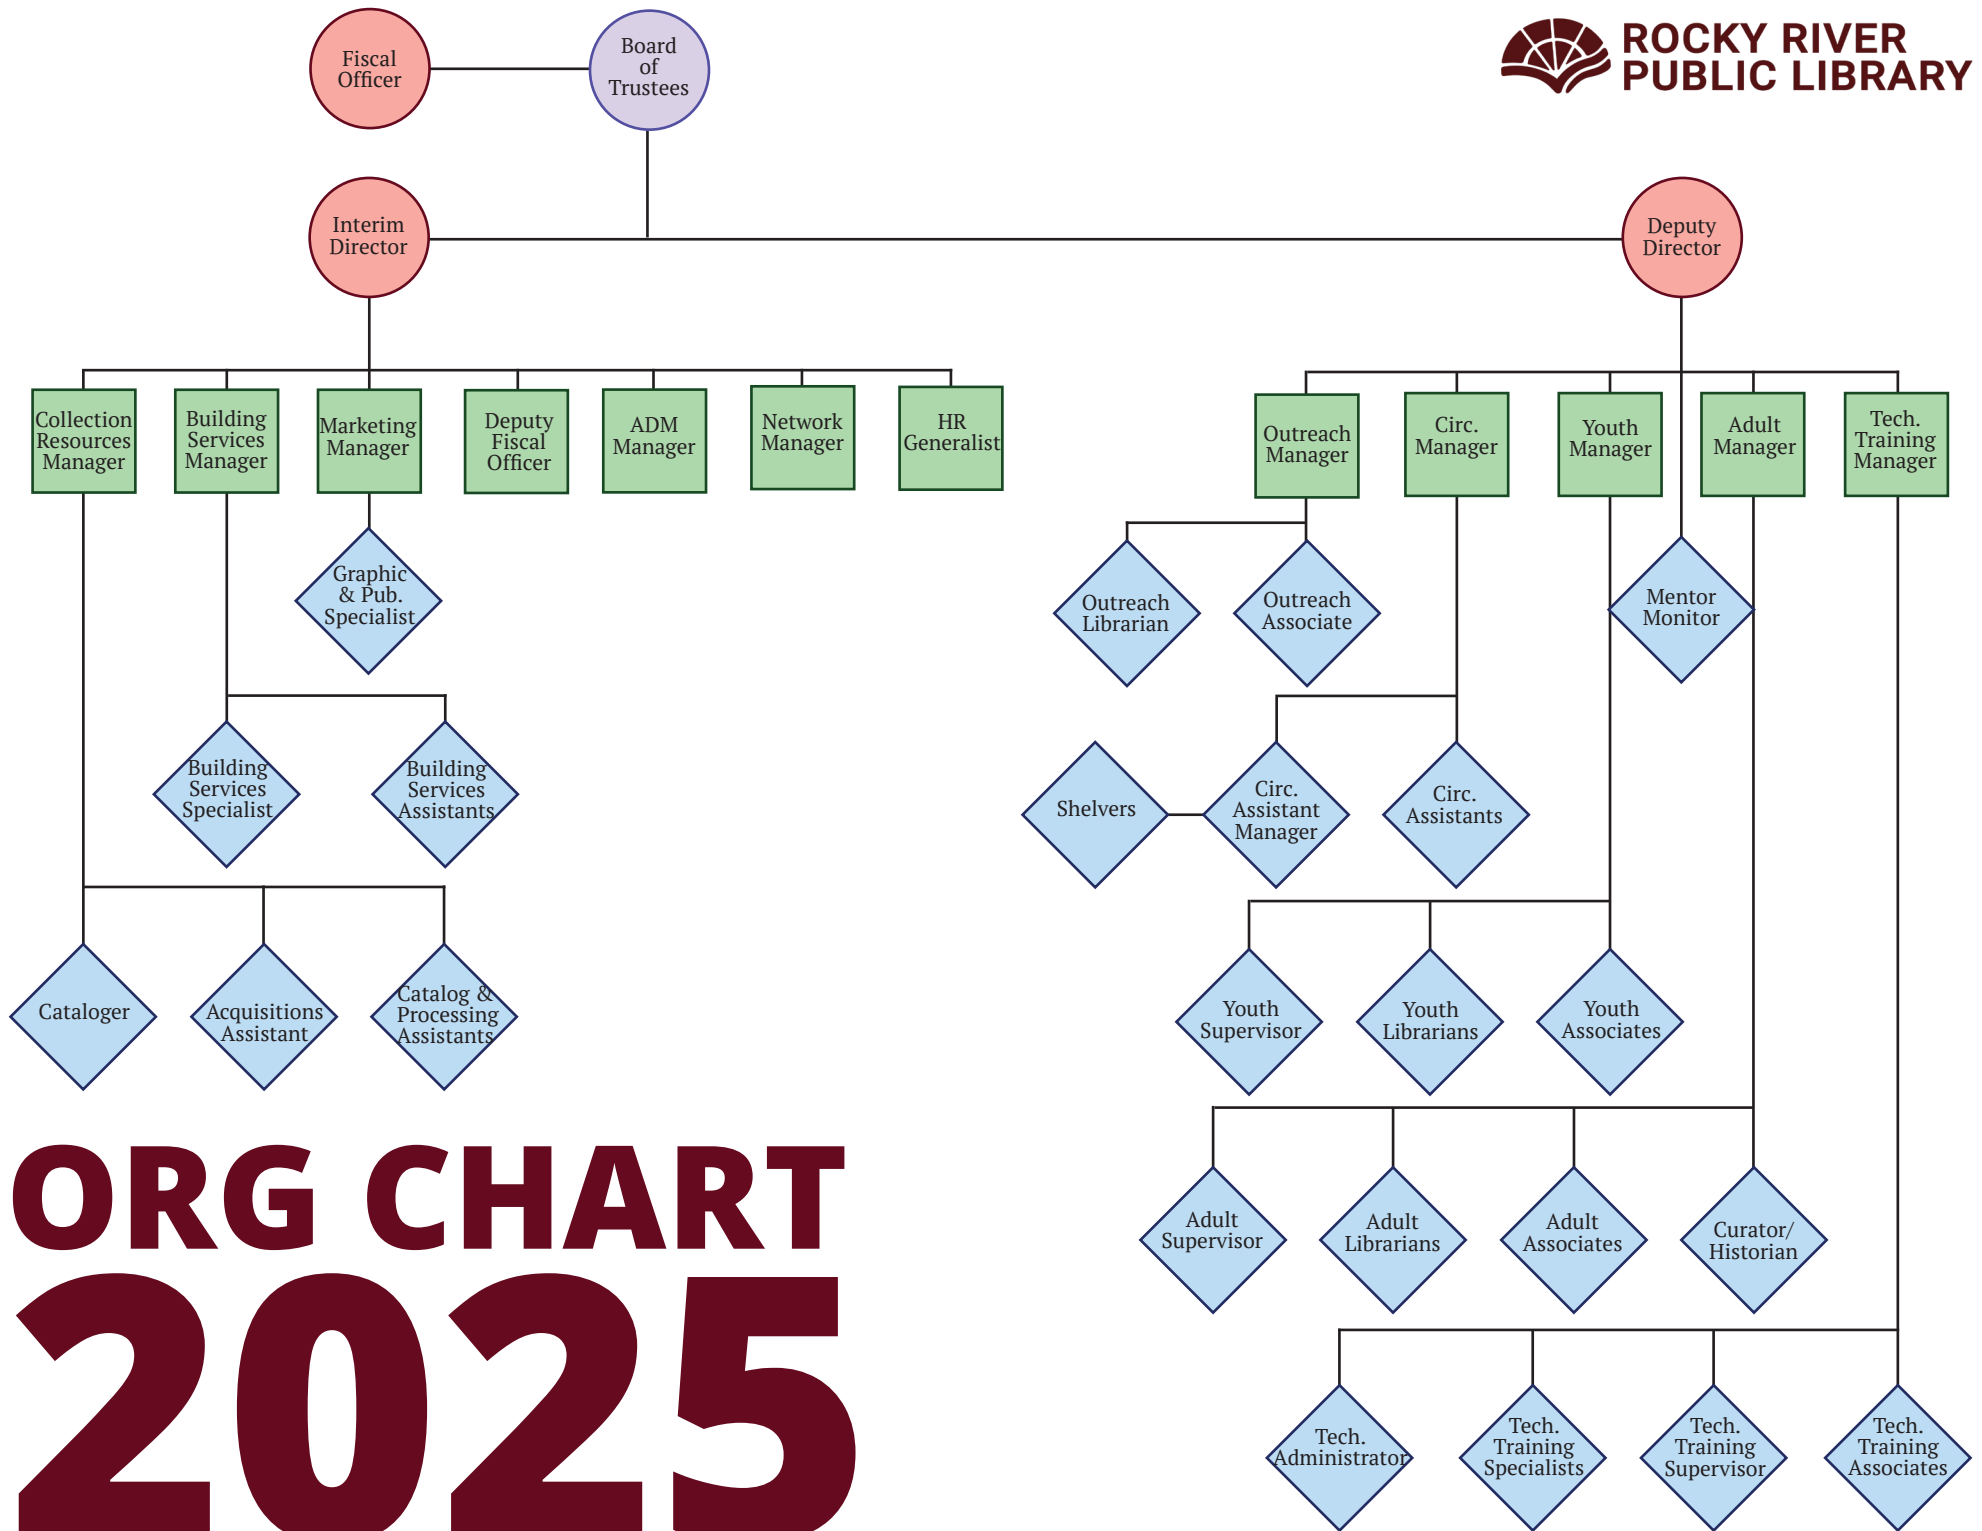 Fiscal
Officer
Board
of
Trustees
ROCKY RIVER
PUBLIC LIBRARY
Interim
Director
Deputy
Director
Collection
Resources
Manager
Building
Services
Manager
Marketing
Manager
Deputy
Fiscal
Officer
ADM
Manager
Network
Manager
HR
Generalist
Outreach
Manager
Circ.
Manager
Youth
Manager
Adult
Manager
Tech.
Training
Manager
Graphic
& Pub.
Specialist
Outreach
Librarian
Outreach
Associate
Mentor
Monitor
Building
Services
Specialist
Building
Services
Assistants
Shelvers
Circ.
Assistant
Manager
Circ.
Assistants
Cataloger
Acquisitions
Assistant
Catalog &
Processing
Assistants
Youth
Supervisor
Youth
Librarians
Youth
Associates
Adult
Supervisor
Adult
Librarians
Adult
Associates
Curator/
Historian
Tech.
Administrator
Tech.
Training
Specialists
Tech.
Training
Supervisor
Tech.
Training
Associates
ORG CHART
2025